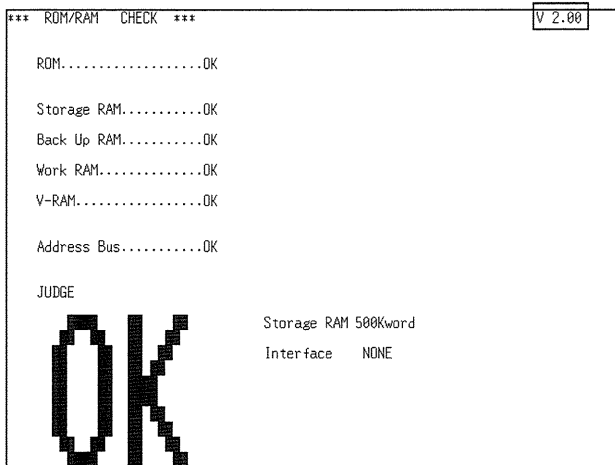 *** ROM/RAM CHECK *** V 2.00
ROM...................OK
Storage RAM...........OK
Back Up RAM...........OK
Work RAM..............OK
V-RAM.................OK
Address Bus...........OK
JUDGE
OK
Storage RAM 500Kword
Interface NONE